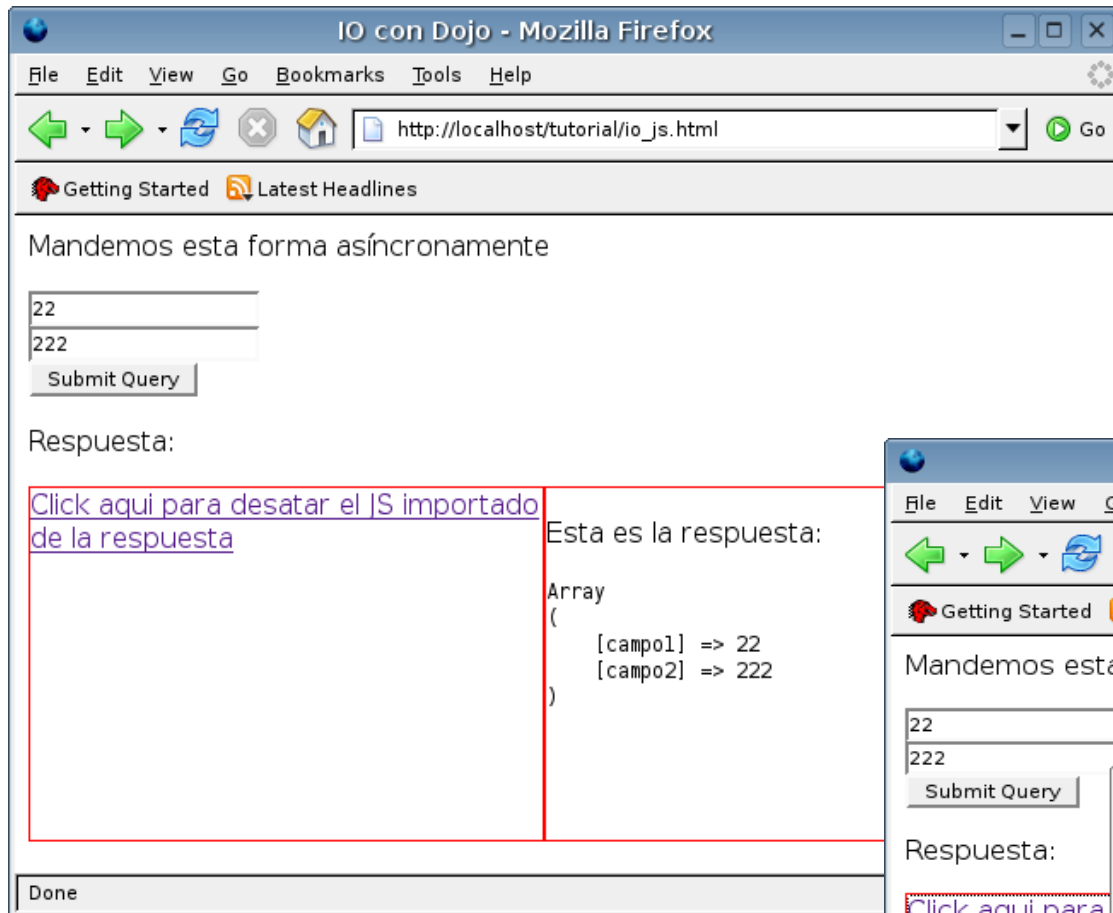 IO con Dojo - Mozilla Firefox
File Edit View Go Bookmarks Tools Help
http://localhost/tutorial/io_js.html
Go
Getting Started Latest Headlines
Mandemos esta forma asíncronamente
22
222
Submit Query
Respuesta:
Click aqui para desatar el JS importado
de la respuesta
Esta es la respuesta:
Array
(
[campo1] => 22
[campo2] => 222
)
Done
File Edit View
Getting Started
Mandemos esta
22
222
Submit Query
Respuesta:
Click aqui para